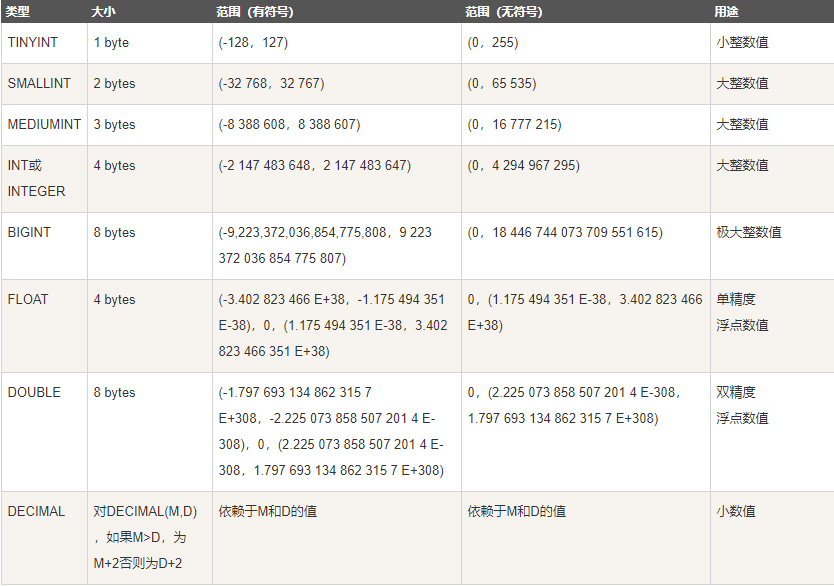 类型 大小 范围（有符号） 范围（无符号） 用途
TINYINT 1 byte (-128，127) (0，255) 小整数值
SMALLINT 2 bytes (-32 768，32 767) (0，65 535) 大整数值
MEDIUMINT 3 bytes (-8 388 608，8 388 607) (0，16 777 215) 大整数值
INT或 4 bytes (-2 147 483 648，2 147 483 647) (0，4 294 967 295) 大整数值
INTEGER
BIGINT 8 bytes (-9,223,372,036,854,775,808，9 223 (0，18 446 744 073 709 551 615) 极大整数值
372 036 854 775 807)
FLOAT 4 bytes (-3.402 823 466 E+38，-1.175 494 351 0，(1.175 494 351 E-38，3.402 823 466 单精度
E-38)，0，(1.175 494 351 E-38，3.402 E+38) 浮点数值
823 466 351 E+38)
DOUBLE 8 bytes (-1.797 693 134 862 315 7 0，(2.225 073 858 507 201 4 E-308， 双精度
E+308，-2.225 073 858 507 201 4 E- 1.797 693 134 862 315 7 E+308) 浮点数值
308)，0，(2.225 073 858 507 201 4 E-
308，1.797 693 134 862 315 7 E+308)
DECIMAL 对DECIMAL(M,D) 依赖于M和D的值 依赖于M和D的值 小数值
，如果M>D，为
M+2否则为D+2